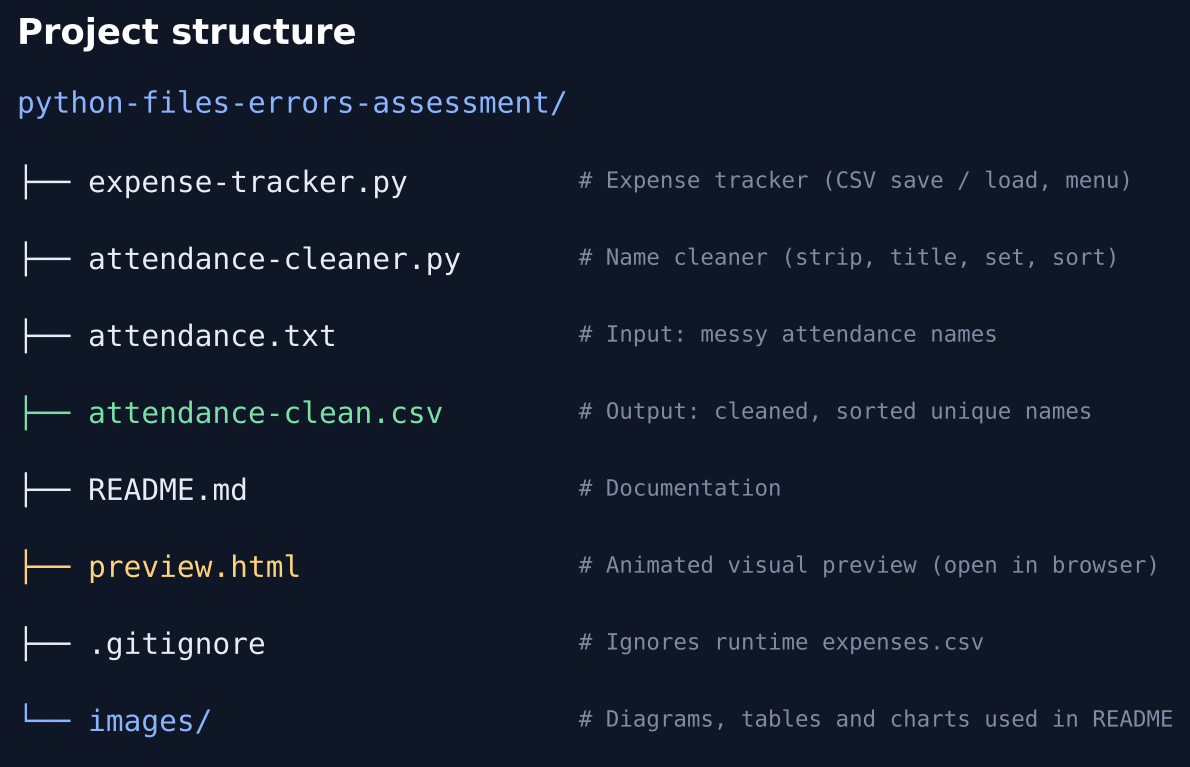 Project structure
python-files-errors-assessment/
├── expense-tracker.py # Expense tracker (CSV save / load, menu)
├── attendance-cleaner.py # Name cleaner (strip, title, set, sort)
├── attendance.txt # Input: messy attendance names
├── attendance-clean.csv # Output: cleaned, sorted unique names
├── README.md # Documentation
├── preview.html # Animated visual preview (open in browser)
├── .gitignore # Ignores runtime expenses.csv
└── images/ # Diagrams, tables and charts used in README